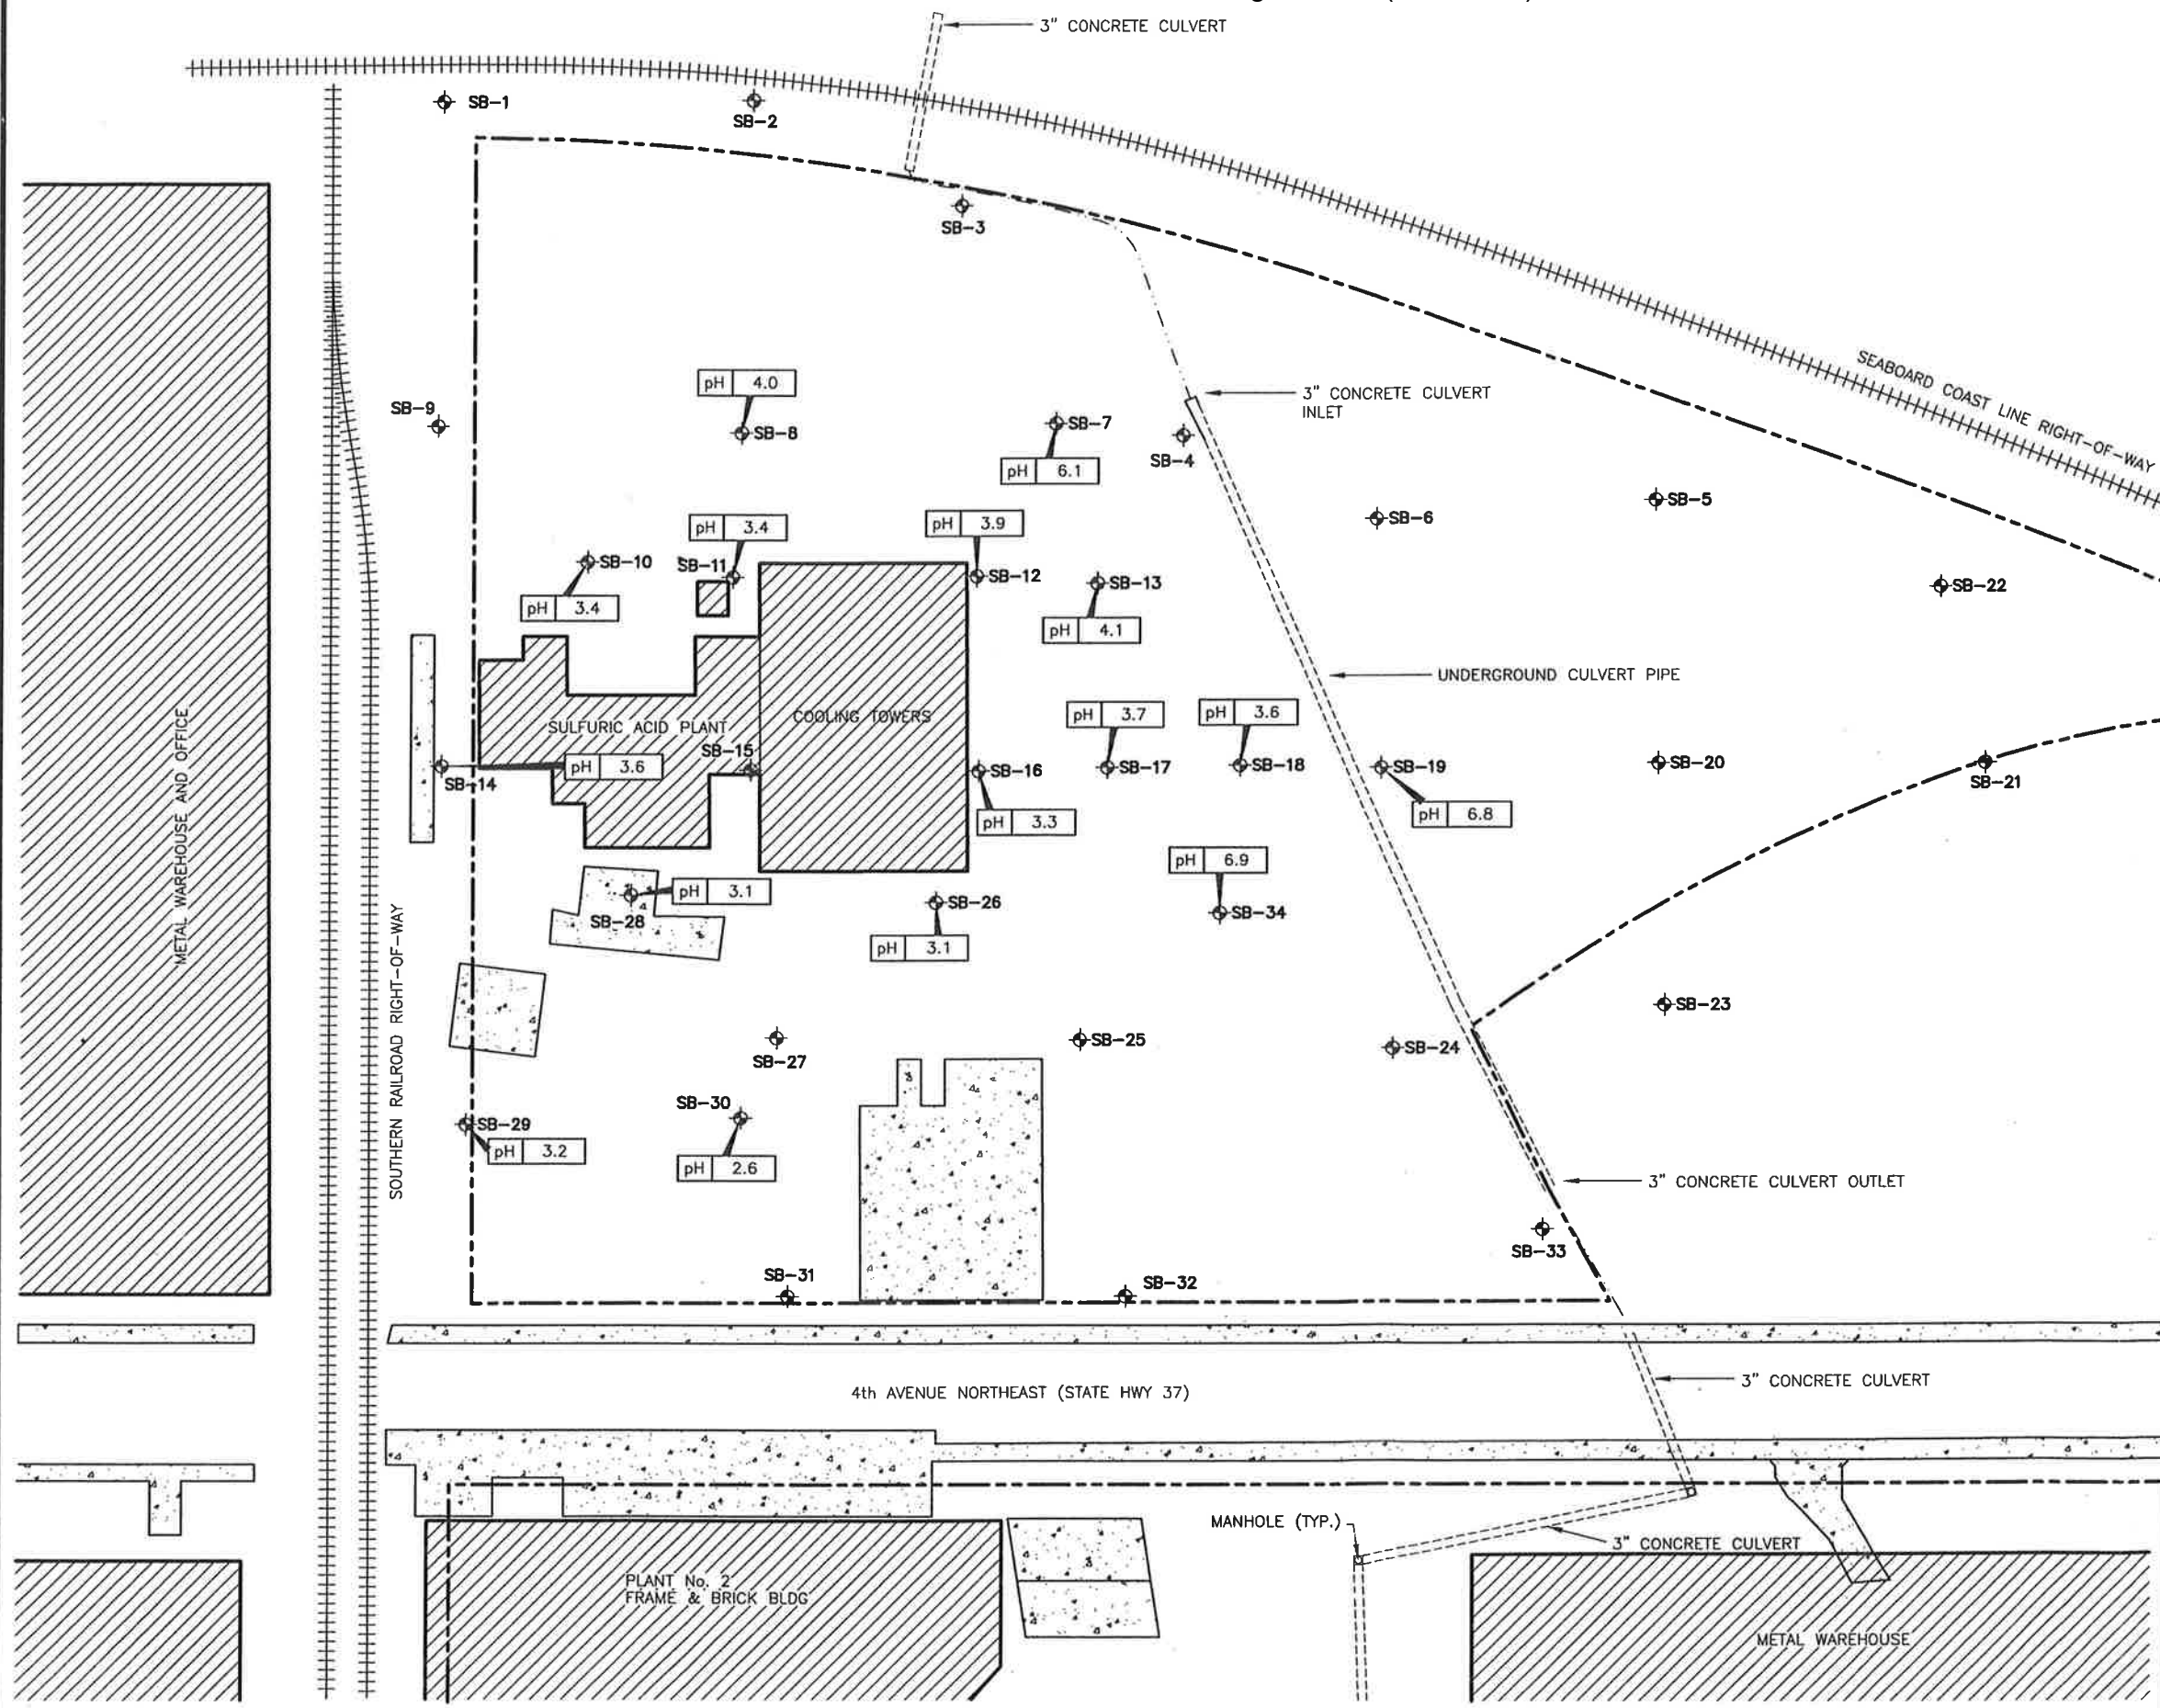 3" CONCRETE CULVERT
SB-1
SB-2
SB-3
SEABOARD COAST LINE RIGHT-OF-WAY
pH 4.0
SB-9
SB-8
SB-7
3" CONCRETE CULVERT
INLET
SB-4
pH 6.1
SB-5
SB-6
pH 3.4
pH 3.9
SB-10
SB-11
SB-12
SB-13
SB-22
pH 3.4
pH 4.1
UNDERGROUND CULVERT PIPE
METAL WAREHOUSE AND OFFICE
SULFURIC ACID PLANT
COOLING TOWERS
pH 3.7
pH 3.6
SB-15
SB-14
pH 3.6
SB-16
SB-17
SB-18
SB-19
SB-20
SB-21
pH 3.3
pH 6.8
pH 6.9
pH 3.1
SB-28
SB-26
SB-34
pH 3.1
SOUTHERN RAILROAD RIGHT-OF-WAY
SB-23
SB-27
SB-25
SB-24
SB-30
SB-29
pH 3.2
pH 2.6
3" CONCRETE CULVERT OUTLET
SB-33
SB-31
SB-32
4th AVENUE NORTHEAST (STATE HWY 37)
3" CONCRETE CULVERT
MANHOLE (TYP.)
3" CONCRETE CULVERT
PLANT No. 2
FRAME & BRICK BLDG
METAL WAREHOUSE